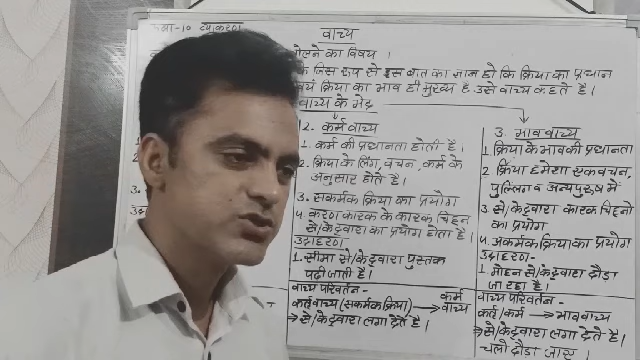 कक्षा-१० व्याकरण
वाच्य
बोलने का विषय ।
के जिस रूप से इस बात का ज्ञान हो कि क्रिया का प्रधान
क्रिया का भाव ही मुख्य है उसे वाच्य कहते हैं।
वाच्य के भेद
2. कर्म वाच्य
1. कर्म की प्रधानता होती है।
2. क्रिया के लिंग, वचन, कर्म के
अनुसार होते हैं।
3. सकर्मक क्रिया का प्रयोग
4. करण कारक के कारक चिह्न
से/के द्वारा का प्रयोग होता है।
उदाहरण
1. सीमा से/के द्वारा पुस्तक
पढ़ी जाती है।
वाच्य परिवर्तन -
कर्तृवाच्य (सकर्मक क्रिया) → कर्म वाच्य
→ से/के द्वारा लगा देते हैं।
3. भाव वाच्य
1 क्रिया के भाव की प्रधानता
2 क्रिया हमेशा एकवचन,
पुल्लिंग व अन्यपुरुष में
3 से/के द्वारा कारक चिह्नो
का प्रयोग
4. अकर्मक क्रिया का प्रयोग
उदाहरण-
1. मोहन से/के द्वारा दौड़ा
जा रहा है।
वाच्य परिवर्तन -
कर्तृ/कर्म → भाववाच्य
→ से/के द्वारा लगा देते हैं।
चलो दौड़ा जाए।